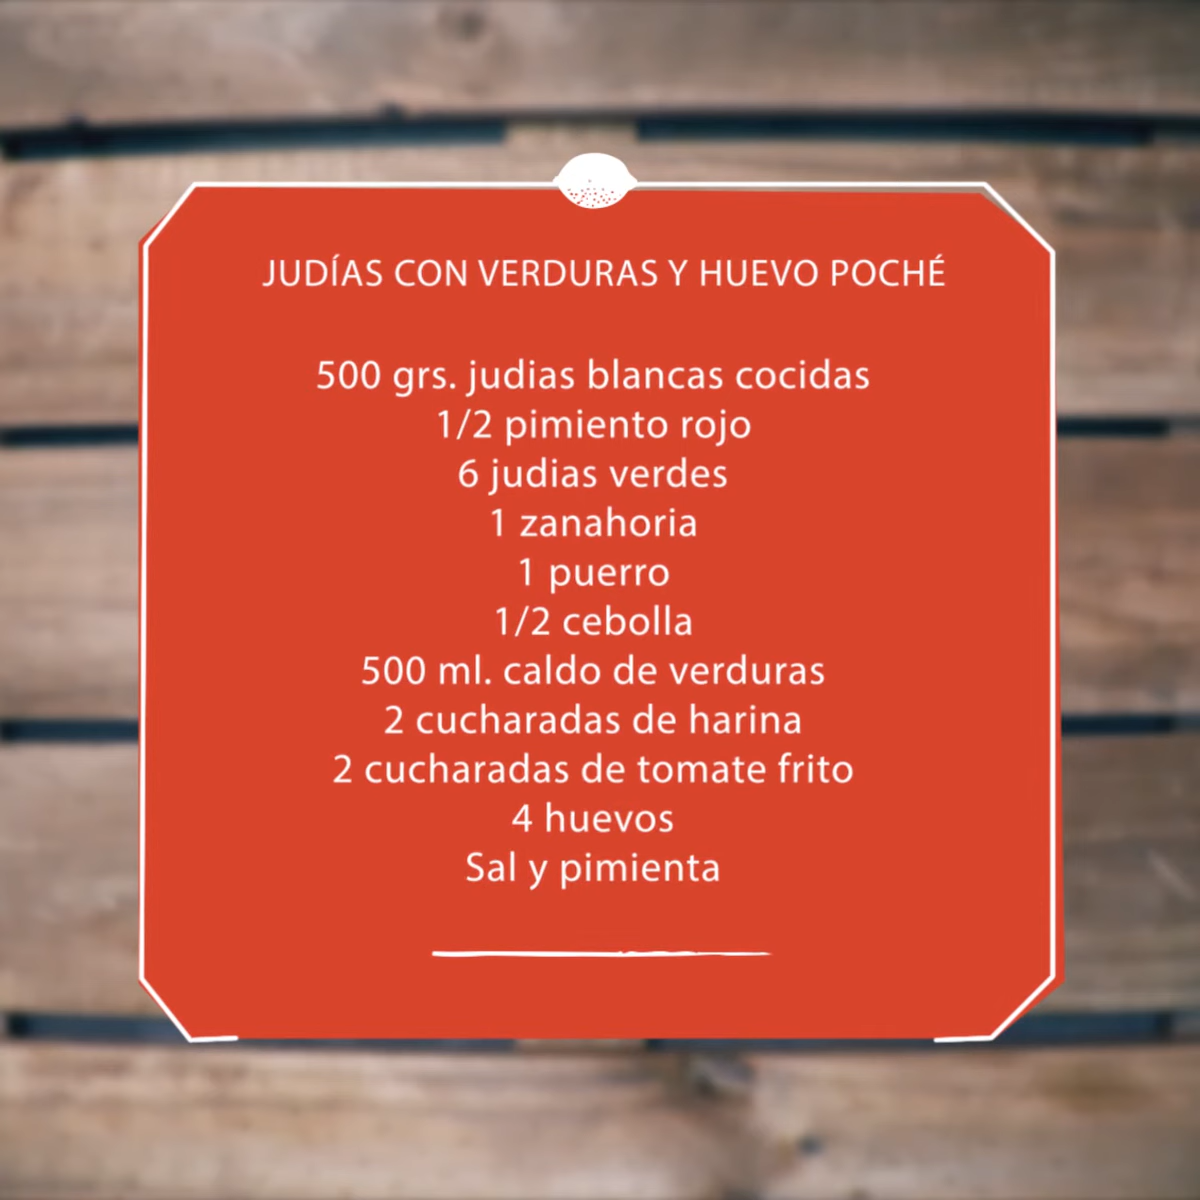 JUDÍAS CON VERDURAS Y HUEVO POCHÉ
500 grs. judias blancas cocidas
1/2 pimiento rojo
6 judias verdes
1 zanahoria
1 puerro
1/2 cebolla
500 ml. caldo de verduras
2 cucharadas de harina
2 cucharadas de tomate frito
4 huevos
Sal y pimienta